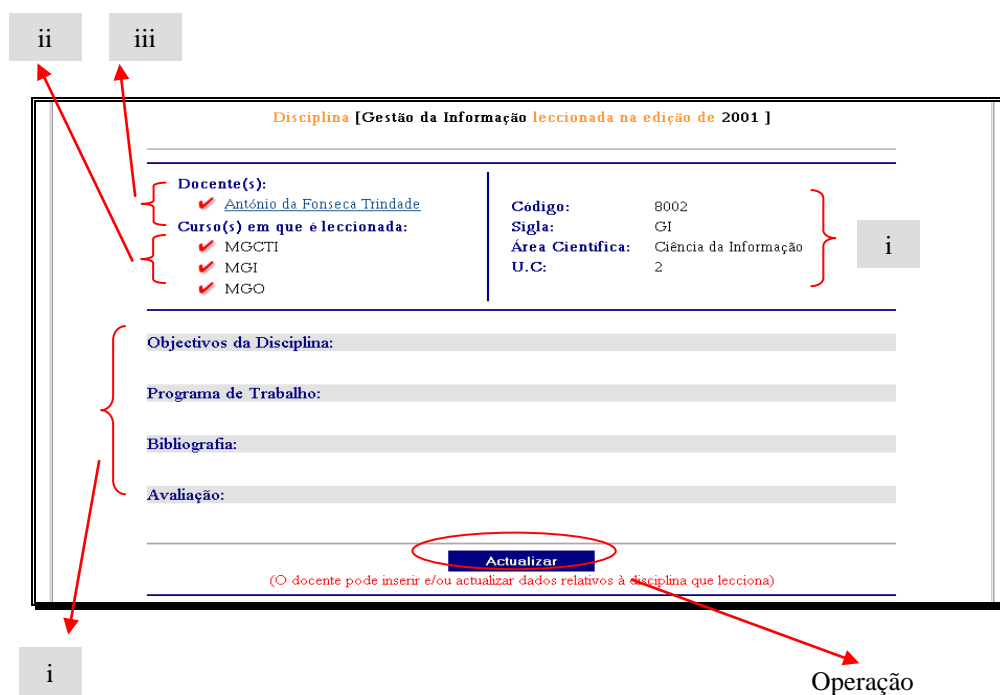 ii
iii
Disciplina [Gestão da Informação leccionada na edição de 2001 ]
Docente(s):
António da Fonseca Trindade
Curso(s) em que é leccionada:
MGCTI
MGI
MGO
Código: 8002
Sigla: GI
Área Científica: Ciência da Informação
U.C: 2
i
Objectivos da Disciplina:
Programa de Trabalho:
Bibliografia:
Avaliação:
Actualizar
(O docente pode inserir e/ou actualizar dados relativos à disciplina que lecciona)
i
Operação